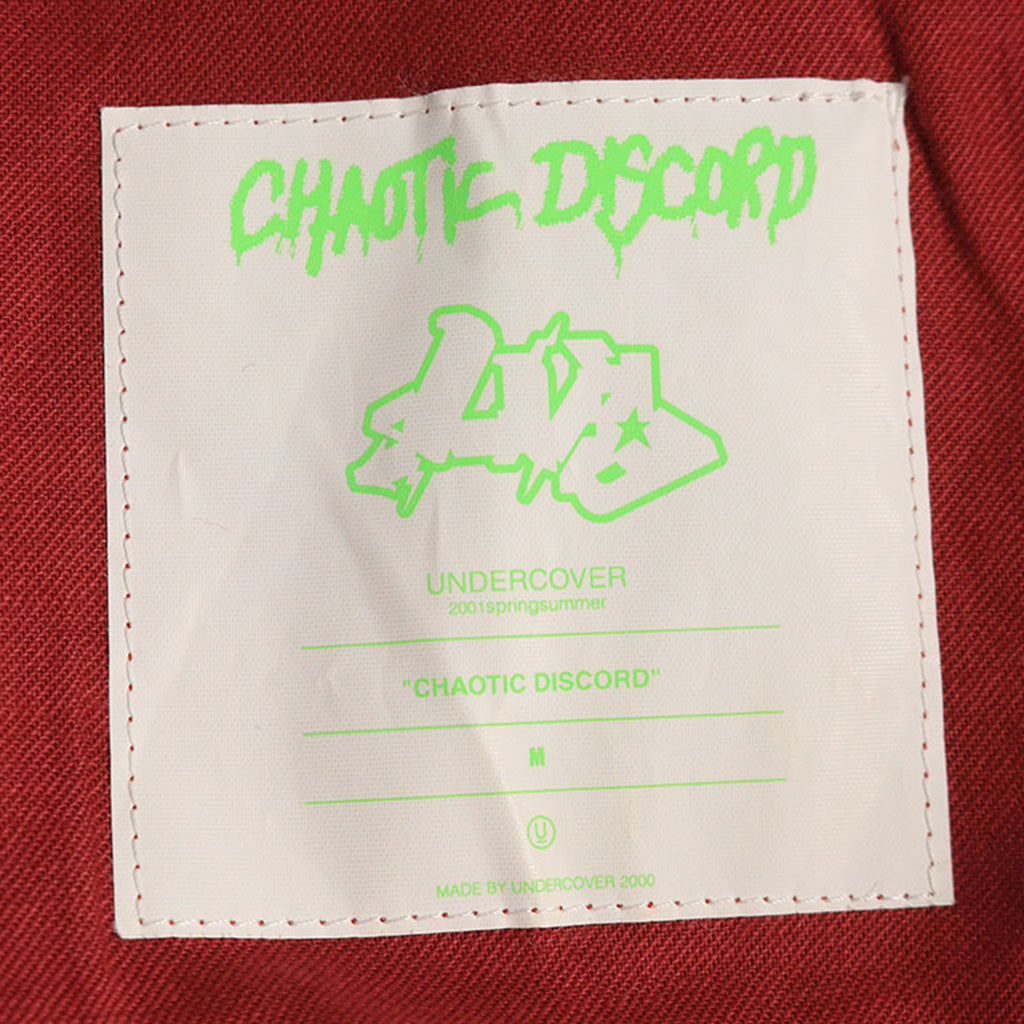 CHAOTIC DISCORD
UNDERCOVER
2001springsummer
"CHAOTIC DISCORD"
M
U
MADE BY UNDERCOVER 2000